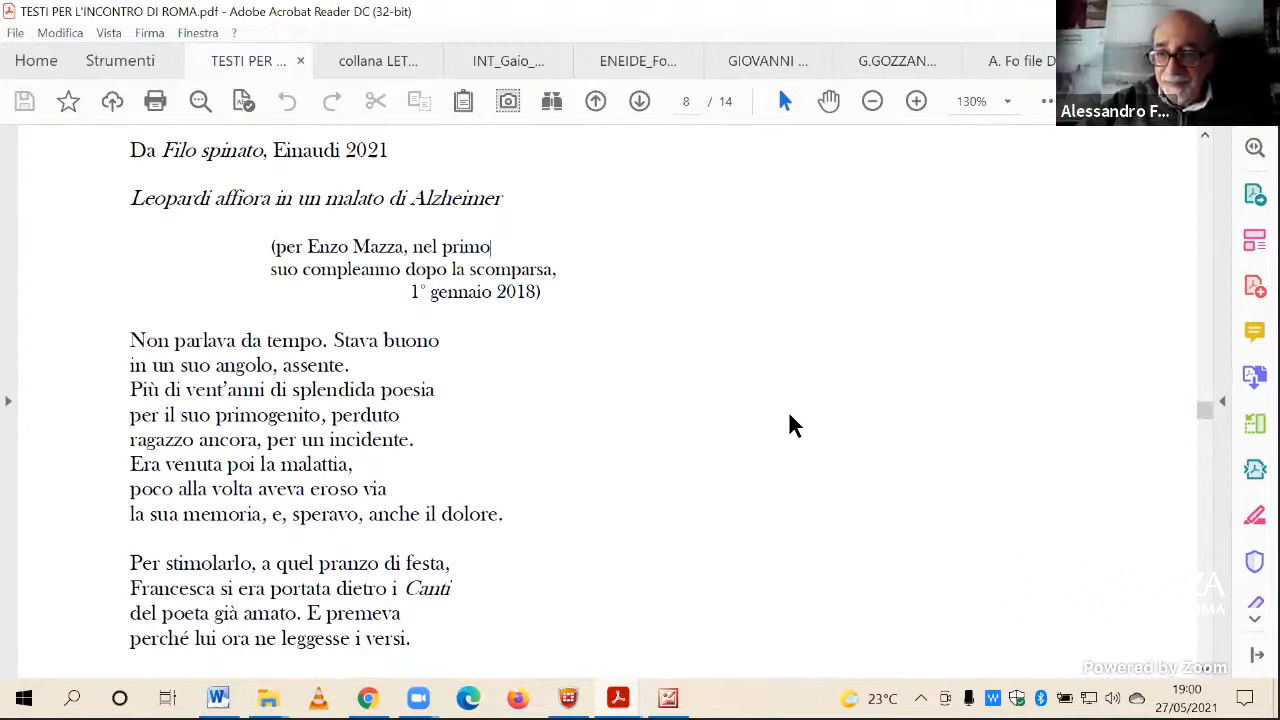 TESTI PER L'INCONTRO DI ROMA.pdf - Adobe Acrobat Reader DC (32-bit)
File Modifica Vista Firma Finestra ?
Home Strumenti TESTI PER ... × collana LET... INT_Gaio_... ENEIDE_Fo... GIOVANNI ... G.GOZZAN... A. Fo file D
8 / 14 130%
Alessandro F...
Da Filo spinato, Einaudi 2021
Leopardi affiora in un malato di Alzheimer
(per Enzo Mazza, nel primo
suo compleanno dopo la scomparsa,
1° gennaio 2018)
Non parlava da tempo. Stava buono
in un suo angolo, assente.
Più di vent'anni di splendida poesia
per il suo primogenito, perduto
ragazzo ancora, per un incidente.
Era venuta poi la malattia,
poco alla volta aveva eroso via
la sua memoria, e, speravo, anche il dolore.
Per stimolarlo, a quel pranzo di festa,
Francesca si era portata dietro i Canti
del poeta già amato. E premeva
perché lui ora ne leggesse i versi.
Powered by Zoom
23°C
19:00
27/05/2021